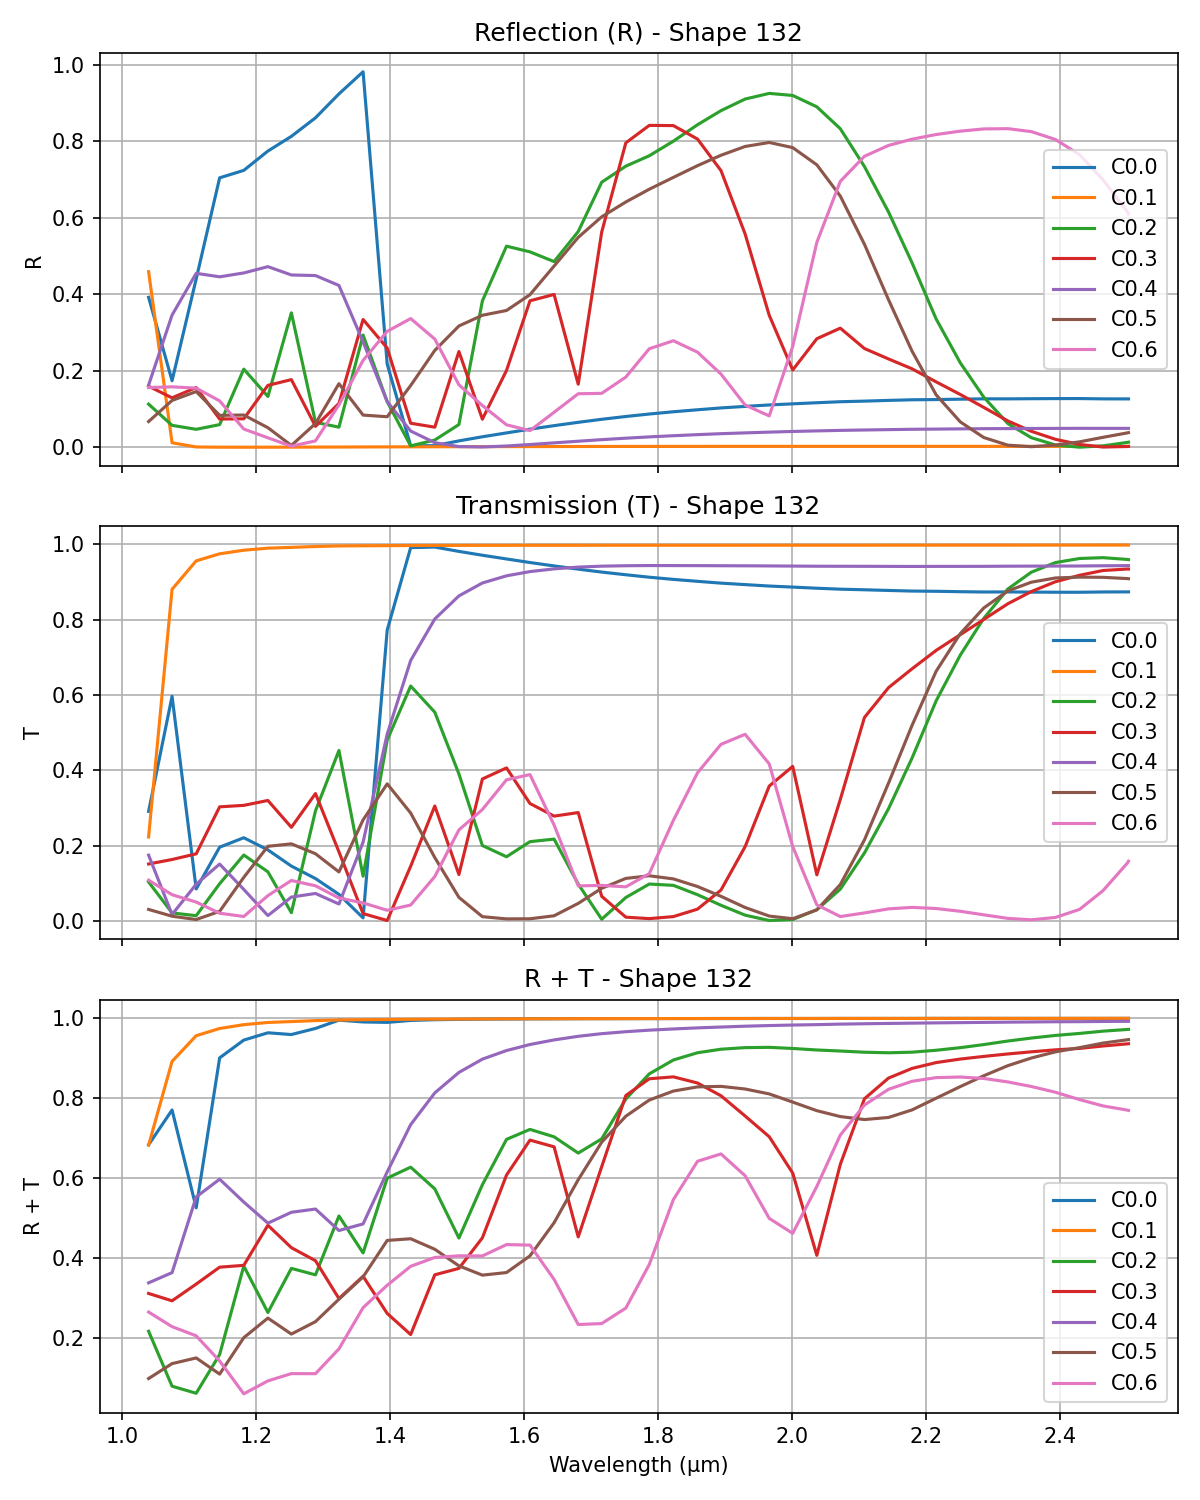 Reflection (R) - Shape 132
1.0
0.8
0.6
0.4
0.2
0.0
R
C0.0
C0.1
C0.2
C0.3
C0.4
C0.5
C0.6
Transmission (T) - Shape 132
1.0
0.8
0.6
0.4
0.2
0.0
T
C0.0
C0.1
C0.2
C0.3
C0.4
C0.5
C0.6
R + T - Shape 132
1.0
0.8
0.6
0.4
0.2
R + T
C0.0
C0.1
C0.2
C0.3
C0.4
C0.5
C0.6
1.0 1.2 1.4 1.6 1.8 2.0 2.2 2.4
Wavelength (μm)